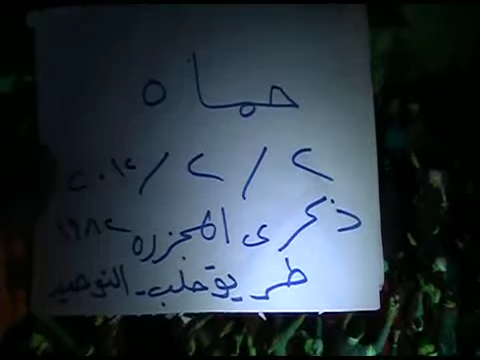 حماه
٢ / ٢ / ٢٠١٢
ذكرى المجزره ١٩٨٢
طريق حلب - التوحيد